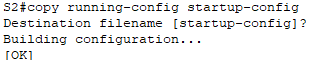 S2#copy running-config startup-config
Destination filename [startup-config]?
Building configuration...
[OK]